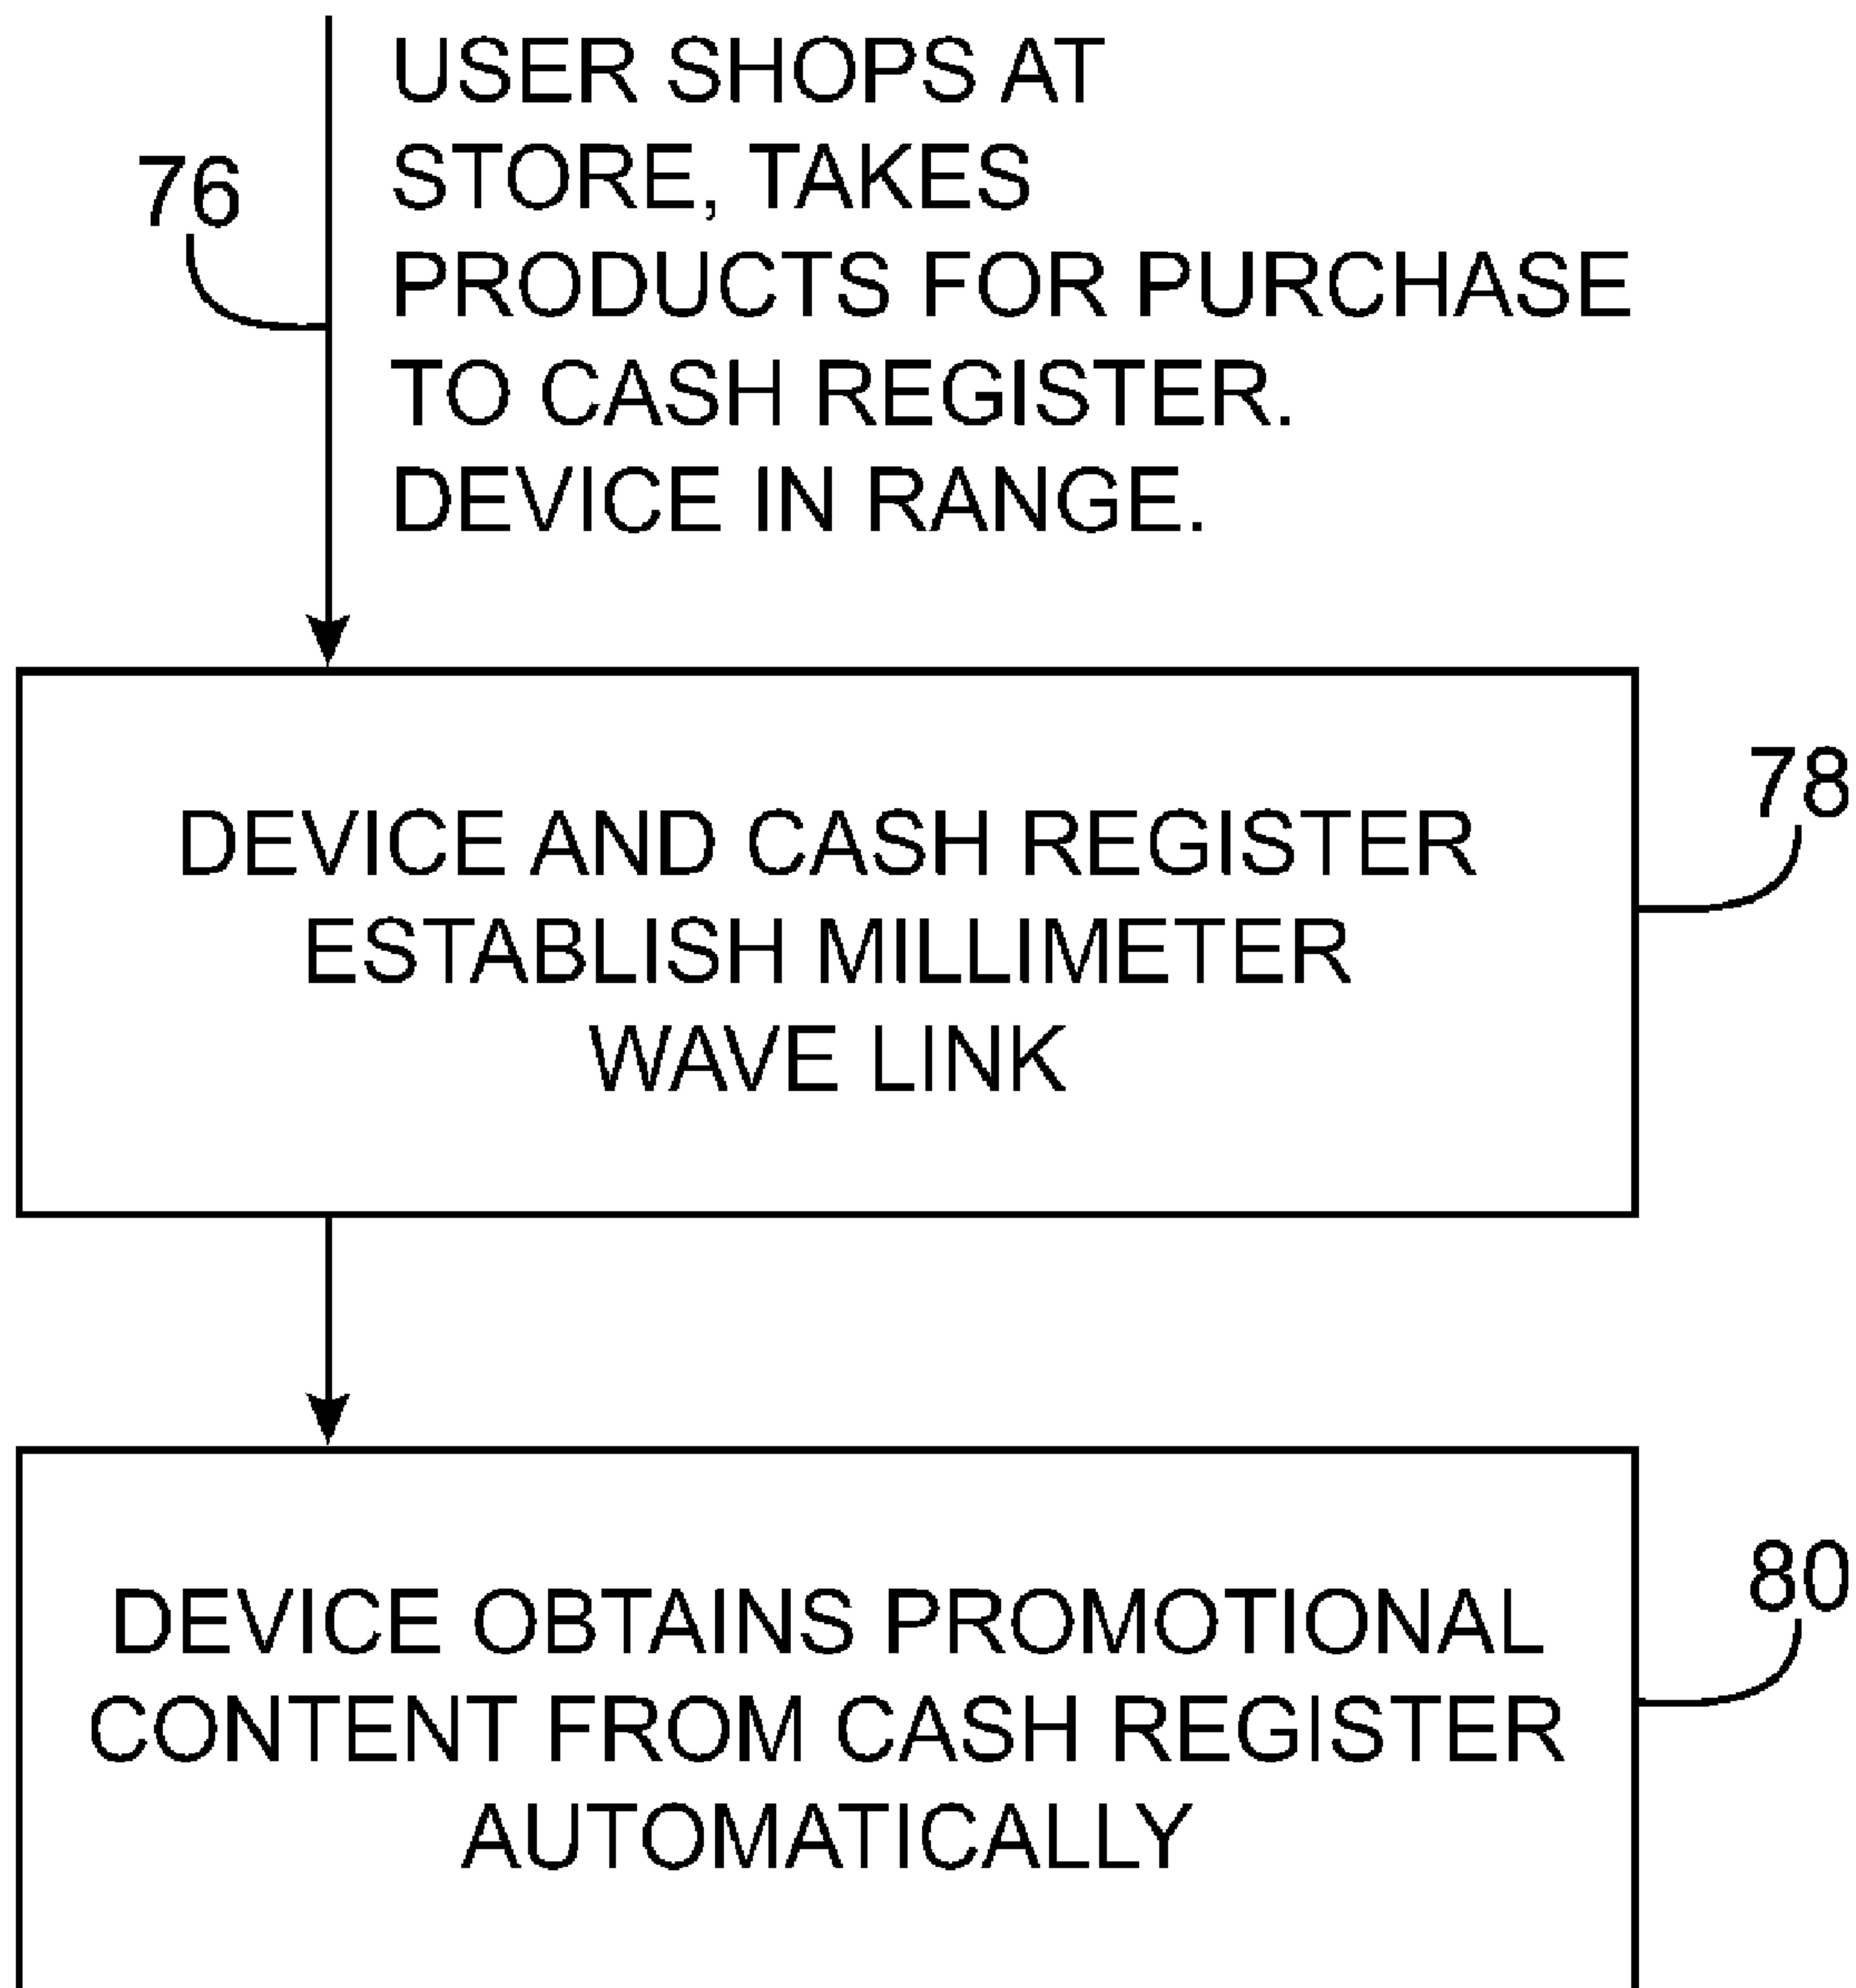 USER SHOPS AT
STORE, TAKES
76
PRODUCTS FOR PURCHASE
TO CASH REGISTER.
DEVICE IN RANGE.
78
DEVICE AND CASH REGISTER
ESTABLISH MILLIMETER
WAVE LINK
80
DEVICE OBTAINS PROMOTIONAL
CONTENT FROM CASH REGISTER
AUTOMATICALLY